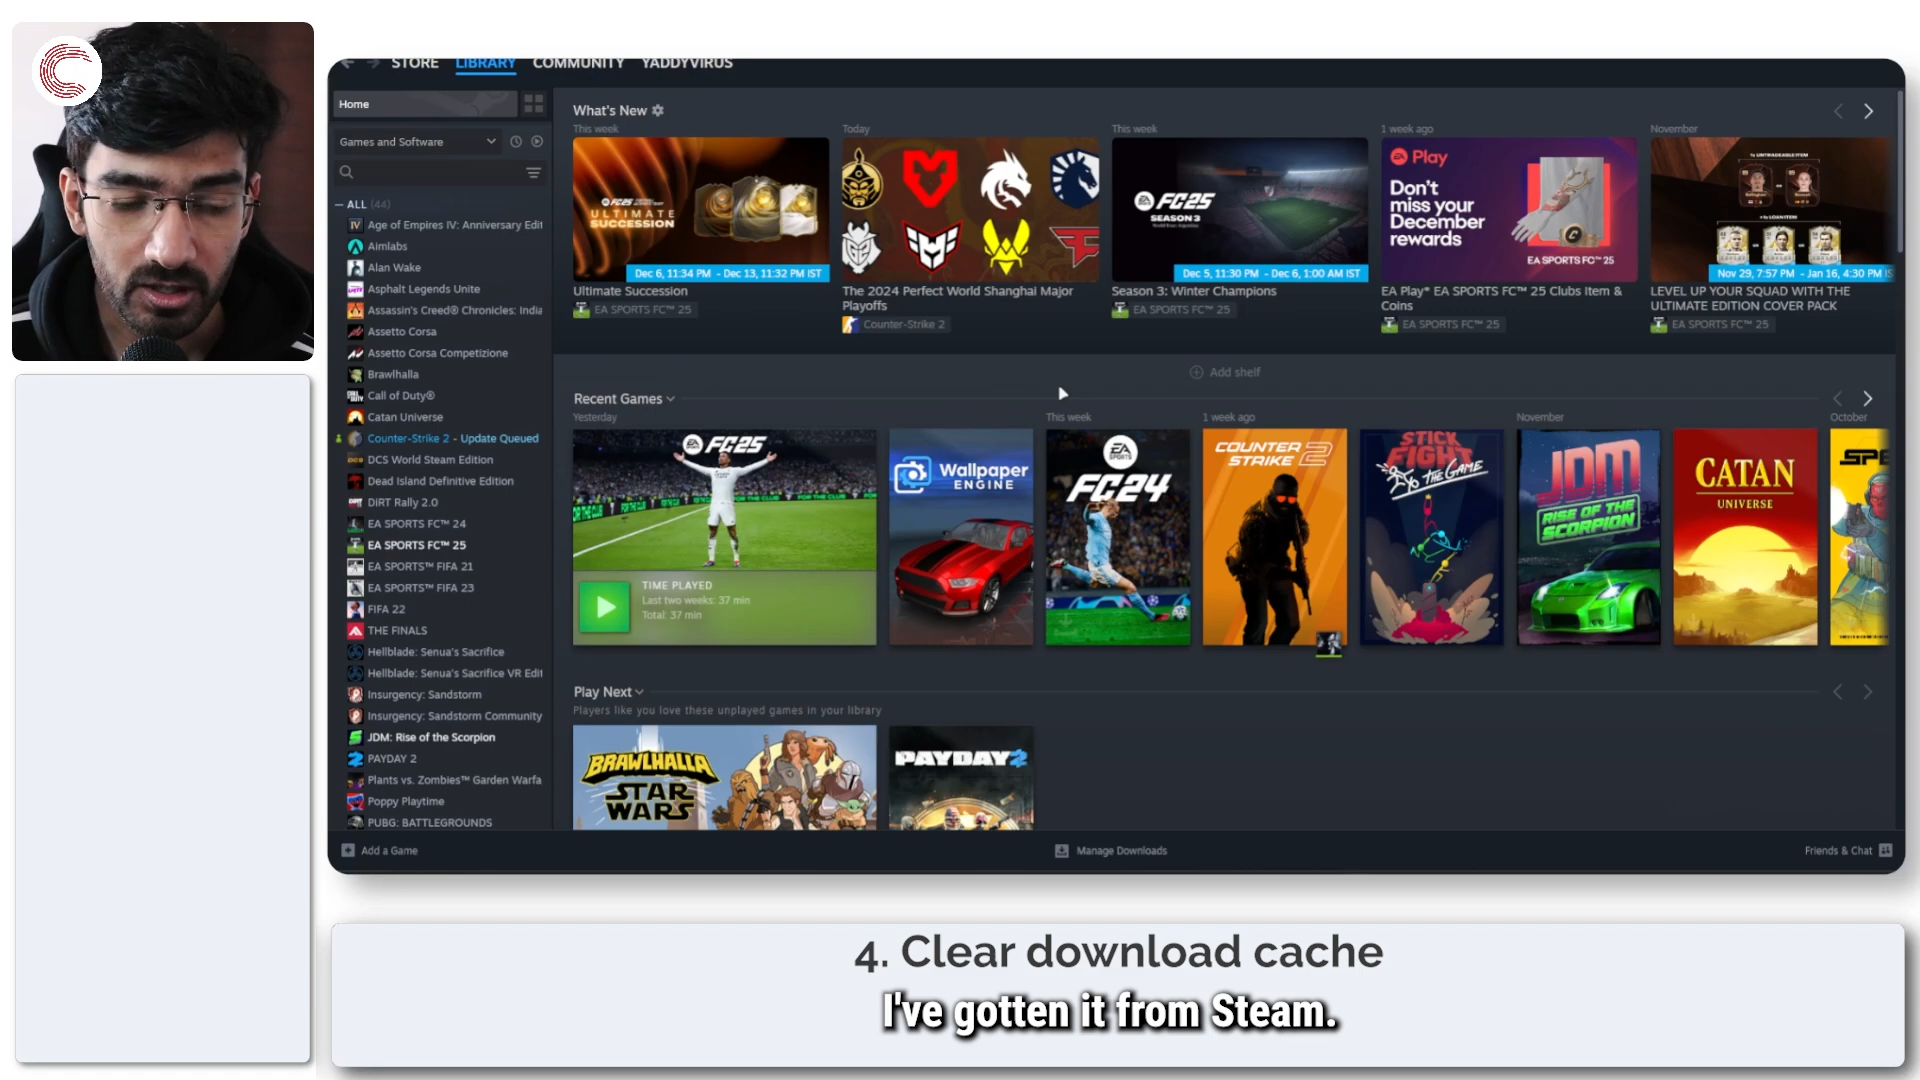 STORE LIBRARY COMMUNITY YADDYVIRUS
Home
Games and Software
ALL (44)
Age of Empires IV: Anniversary Edit
Aimlabs
Alan Wake
Asphalt Legends Unite
Assassin's Creed® Chronicles: India
Assetto Corsa
Assetto Corsa Competizione
Brawlhalla
Call of Duty®
Catan Universe
Counter-Strike 2 - Update Queued
DCS World Steam Edition
Dead Island Definitive Edition
DIRT Rally 2.0
EA SPORTS FC™ 24
EA SPORTS FC™ 25
EA SPORTS™ FIFA 21
EA SPORTS™ FIFA 23
FIFA 22
THE FINALS
Hellblade: Senua's Sacrifice
Hellblade: Senua's Sacrifice VR Edit
Insurgency: Sandstorm
Insurgency: Sandstorm Community
JDM: Rise of the Scorpion
PAYDAY 2
Plants vs. Zombies™ Garden Warfa
Poppy Playtime
PUBG: BATTLEGROUNDS
What's New
This week
FC25
ULTIMATE
SUCCESSION
Dec 6, 11:34 PM - Dec 13, 11:32 PM IST
Ultimate Succession
EA SPORTS FC™ 25
Today
The 2024 Perfect World Shanghai Major
Playoffs
Counter-Strike 2
This week
FC25
SEASON 3
Dec 5, 11:30 PM - Dec 6, 1:00 AM IST
Season 3: Winter Champions
EA SPORTS FC™ 25
1 week ago
EA Play
Don't
miss your
December
rewards
EA SPORTS FC™ 25
EA Play* EA SPORTS FC™ 25 Clubs Item &
Coins
EA SPORTS FC™ 25
November
Nov 29, 7:57 PM - Jan 16, 4:30 PM IS
LEVEL UP YOUR SQUAD WITH THE
ULTIMATE EDITION COVER PACK
EA SPORTS FC™ 25
Add shelf
Recent Games
Yesterday
FC25
TIME PLAYED
Last two weeks: 37 min
Total: 37 min
Wallpaper
ENGINE
This week
EA
SPORTS
FC24
1 week ago
COUNTER
STRIKE 2
STICK
FIGHT
THE GAME
November
JDM
RISE OF THE
SCORPION
CATAN
UNIVERSE
October
SPE
Play Next
Players like you love these unplayed games in your library
BRAWLHALLA
STAR
WARS
PAYDAY 2
Add a Game
Manage Downloads
Friends & Chat
4. Clear download cache
I've gotten it from Steam.